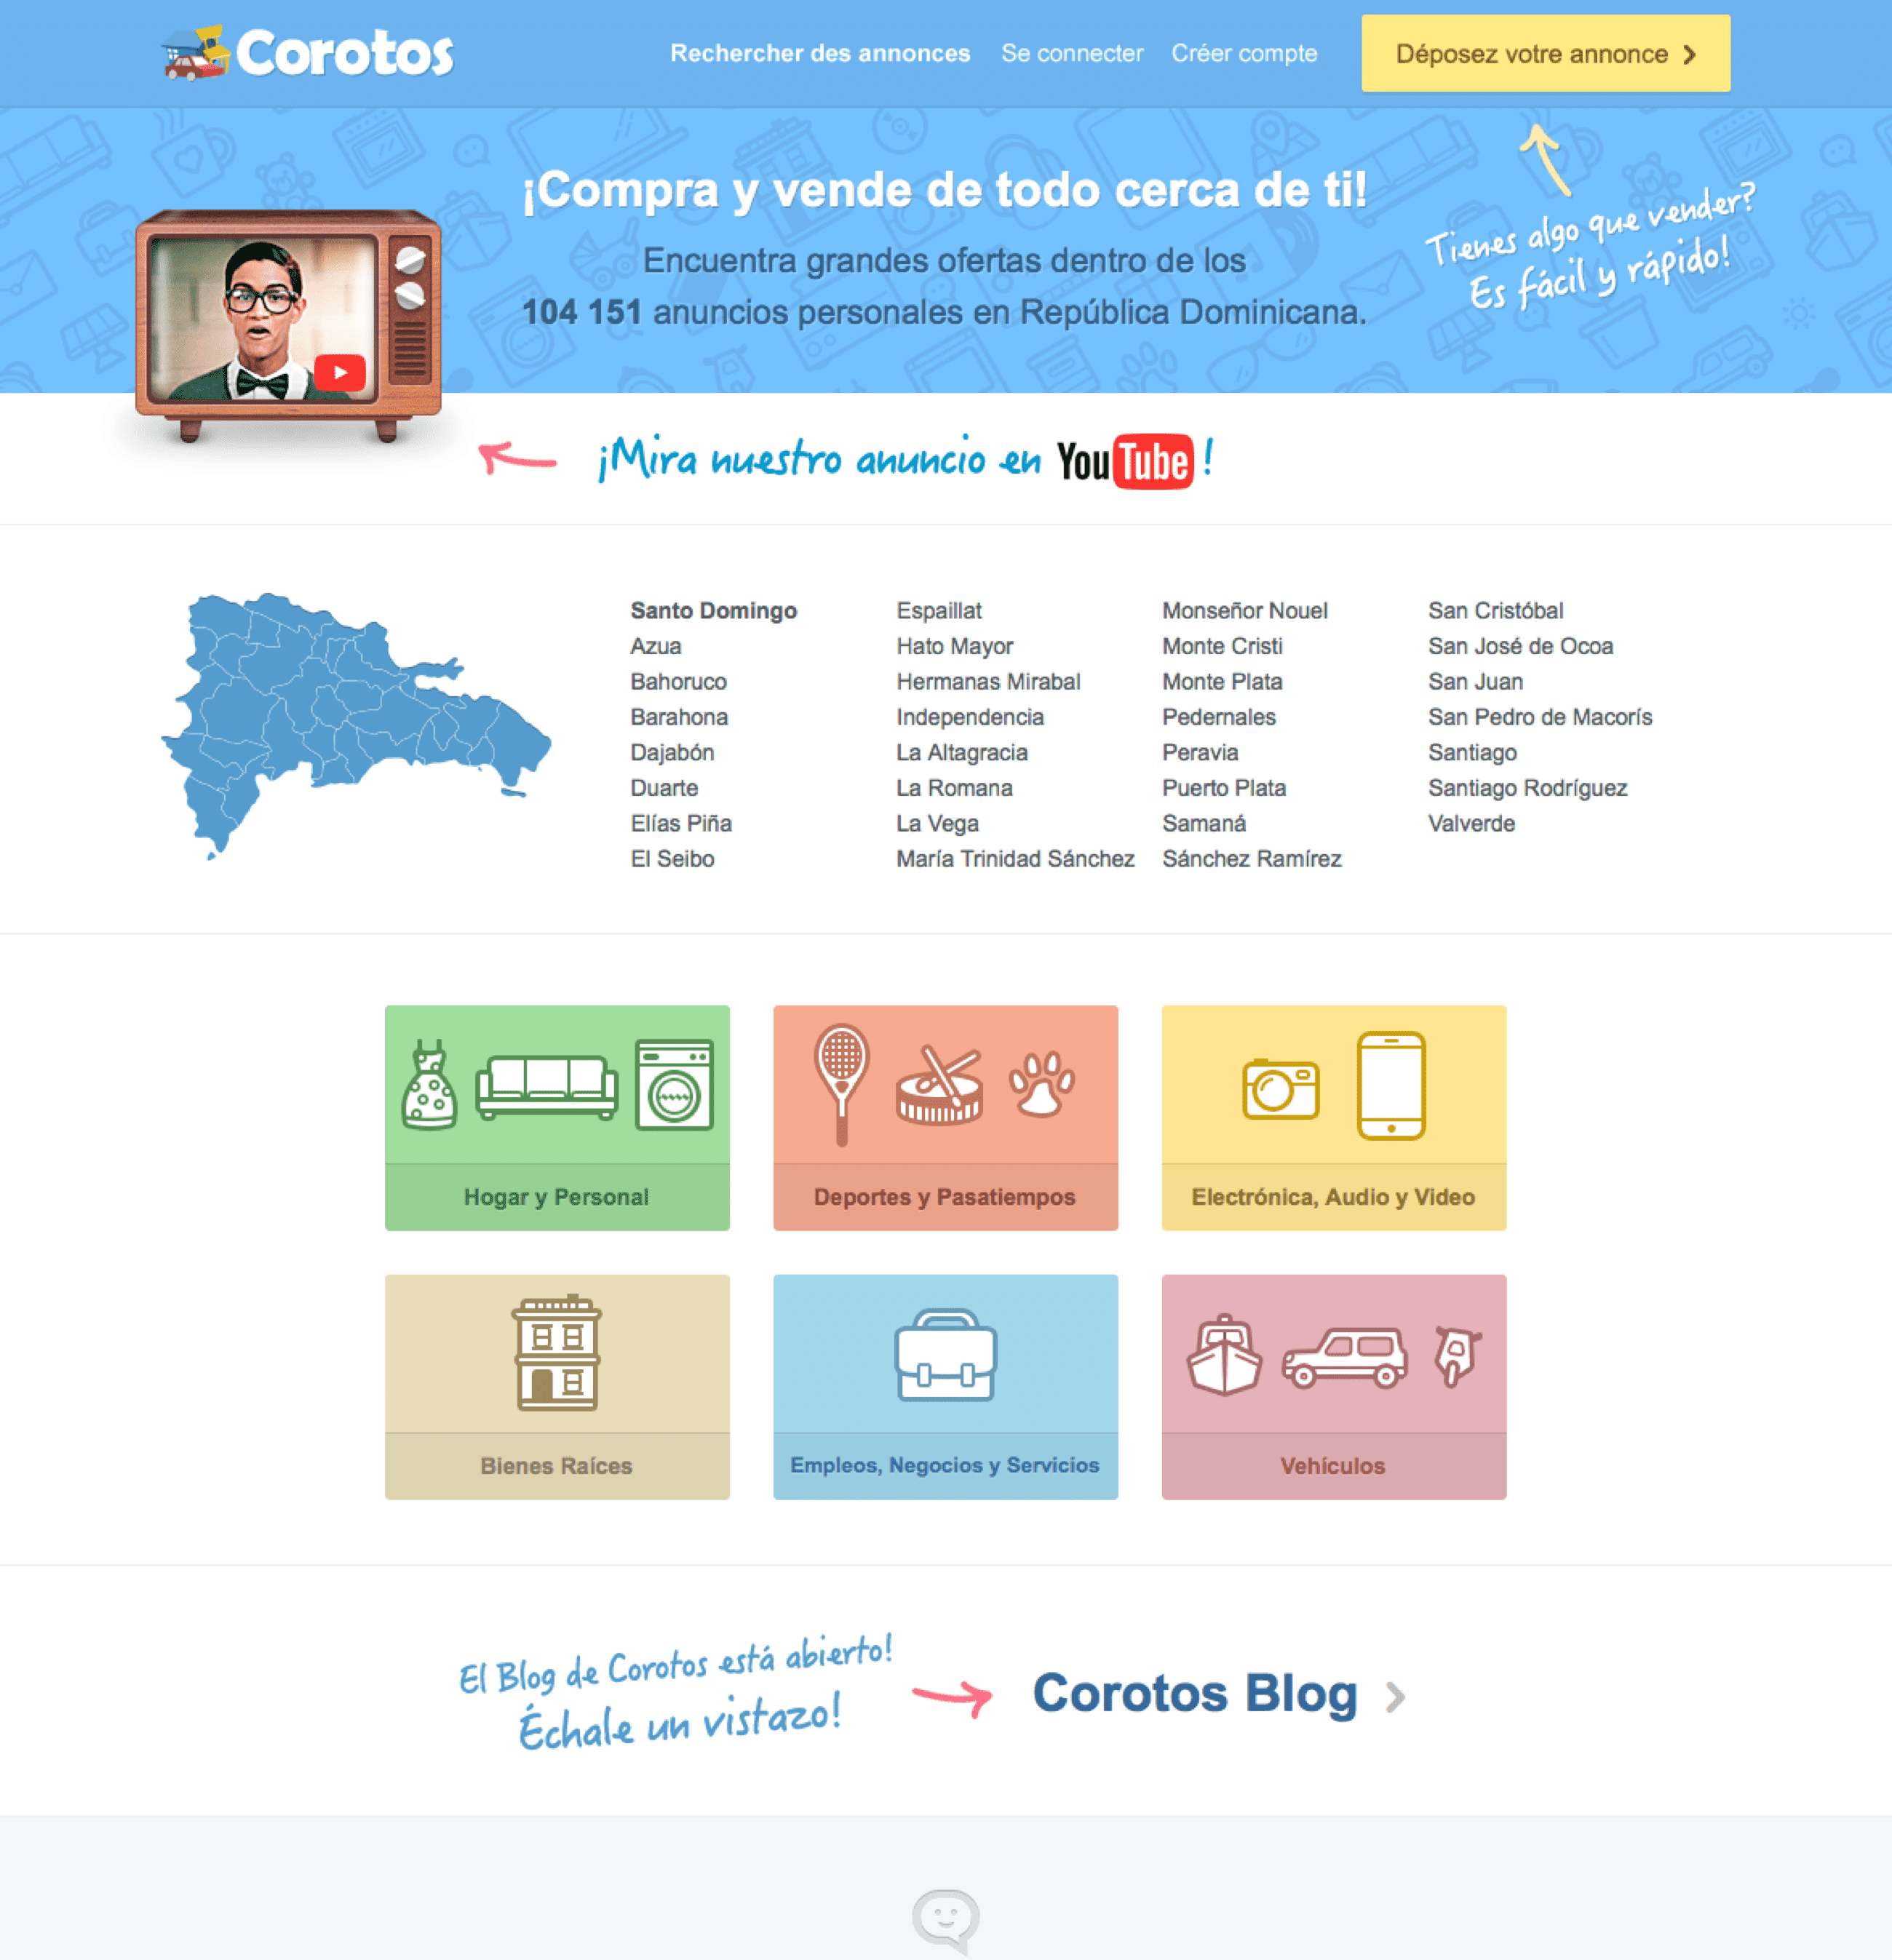 Corotos
Rechercher des annonces
Se connecter
Créer compte
Déposez votre annonce
¡Compra y vende de todo cerca de ti!
Encuentra grandes ofertas dentro de los
104 151 anuncios personales en República Dominicana.
Tienes algo que vender?
Es fácil y rápido!
¡Mira nuestro anuncio en YouTube!
Santo Domingo
Azua
Bahoruco
Barahona
Dajabón
Duarte
Elías Piña
El Seibo
Espaillat
Hato Mayor
Hermanas Mirabal
Independencia
La Altagracia
La Romana
La Vega
María Trinidad Sánchez
Monseñor Nouel
Monte Cristi
Monte Plata
Pedernales
Peravia
Puerto Plata
Samaná
Sánchez Ramírez
San Cristóbal
San José de Ocoa
San Juan
San Pedro de Macorís
Santiago
Santiago Rodríguez
Valverde
Hogar y Personal
Deportes y Pasatiempos
Electrónica, Audio y Video
Bienes Raíces
Empleos, Negocios y Servicios
Vehículos
El Blog de Corotos está abierto!
Échale un vistazo!
Corotos Blog